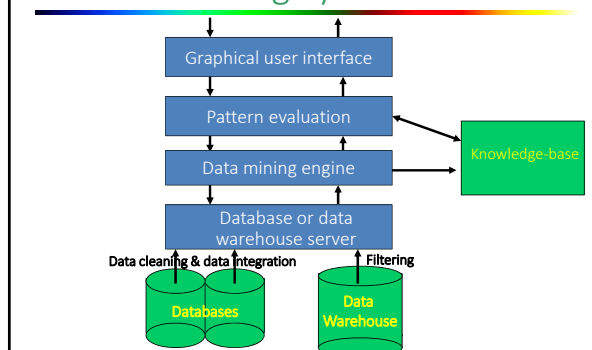 Graphical user interface
Pattern evaluation
Knowledge-base
Data mining engine
Database or data
warehouse server
Data cleaning & data integration
Filtering
Databases
Data
Warehouse